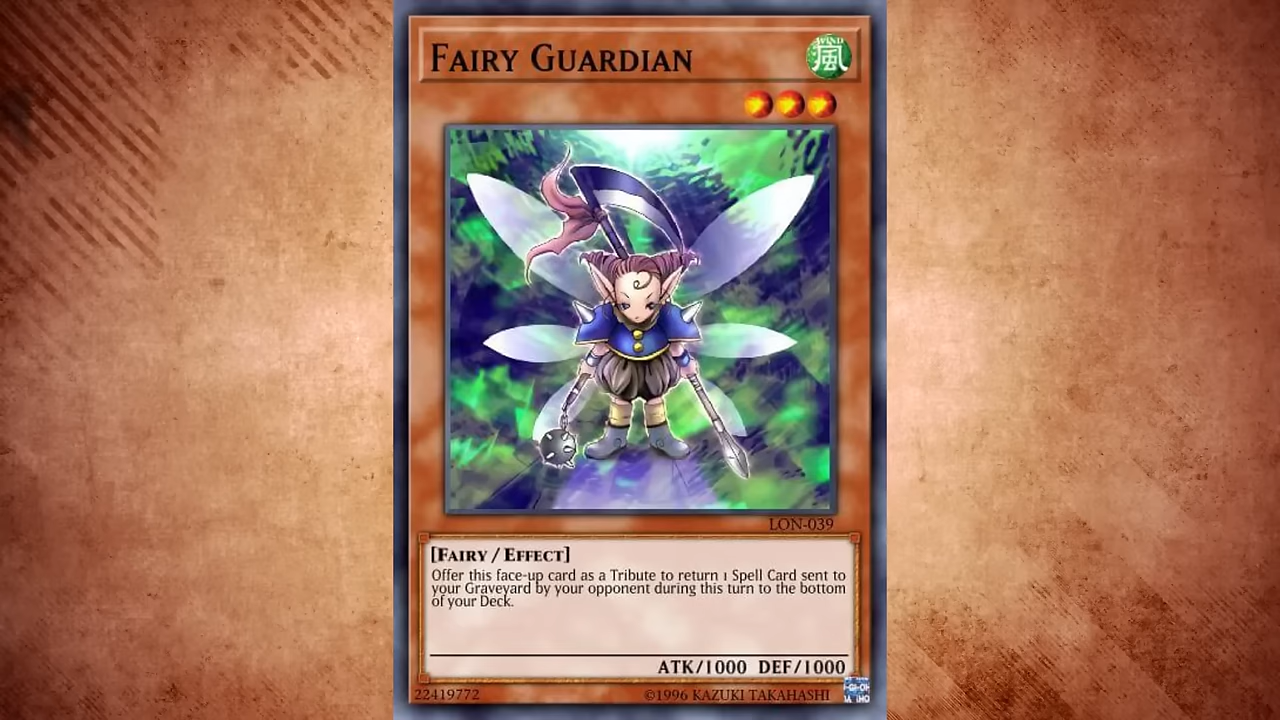 FAIRY GUARDIAN
WIND
風
LON-039
[FAIRY / EFFECT]
Offer this face-up card as a Tribute to return 1 Spell Card sent to
your Graveyard by your opponent during this turn to the bottom
of your Deck.
ATK/1000 DEF/1000
22419772
©1996 KAZUKI TAKAHASHI